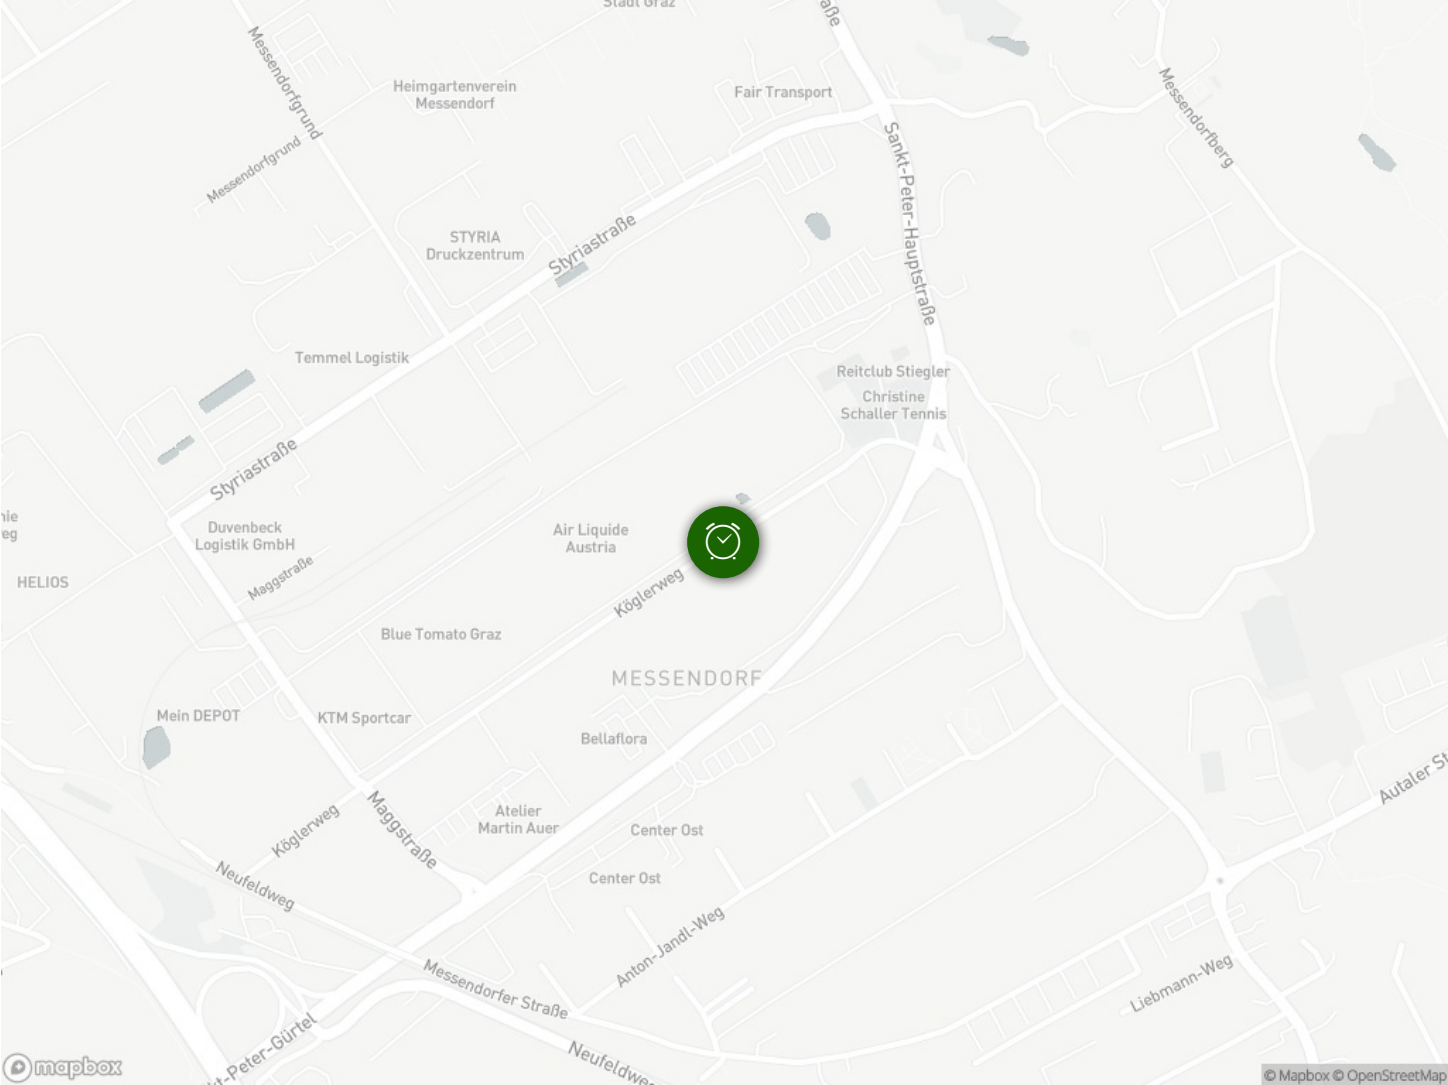 Stadt Graz
Messendorfgrund
Heimgartenverein
Messendorf
Fair Transport
Messendorfberg
Messendorfgrund
Sankt-Peter-Hauptstraße
STYRIA
Druckzentrum
Styriastraße
Temmel Logistik
Reitclub Stiegler
Christine
Schaller Tennis
Styriastraße
Duvenbeck
Logistik GmbH
Air Liquide
Austria
HELIOS
Maggstraße
Köglerweg
Blue Tomato Graz
MESSENDORF
Mein DEPOT
KTM Sportcar
Bellaflora
Autaler St
Atelier
Martin Auer
Center Ost
Köglerweg
Maggstraße
Center Ost
Neufeldweg
Anton-Jandl-Weg
Liebmann-Weg
Messendorfer Straße
kt-Peter-Gürtel
Neufeldweg
mapbox
© Mapbox © OpenStreetMap